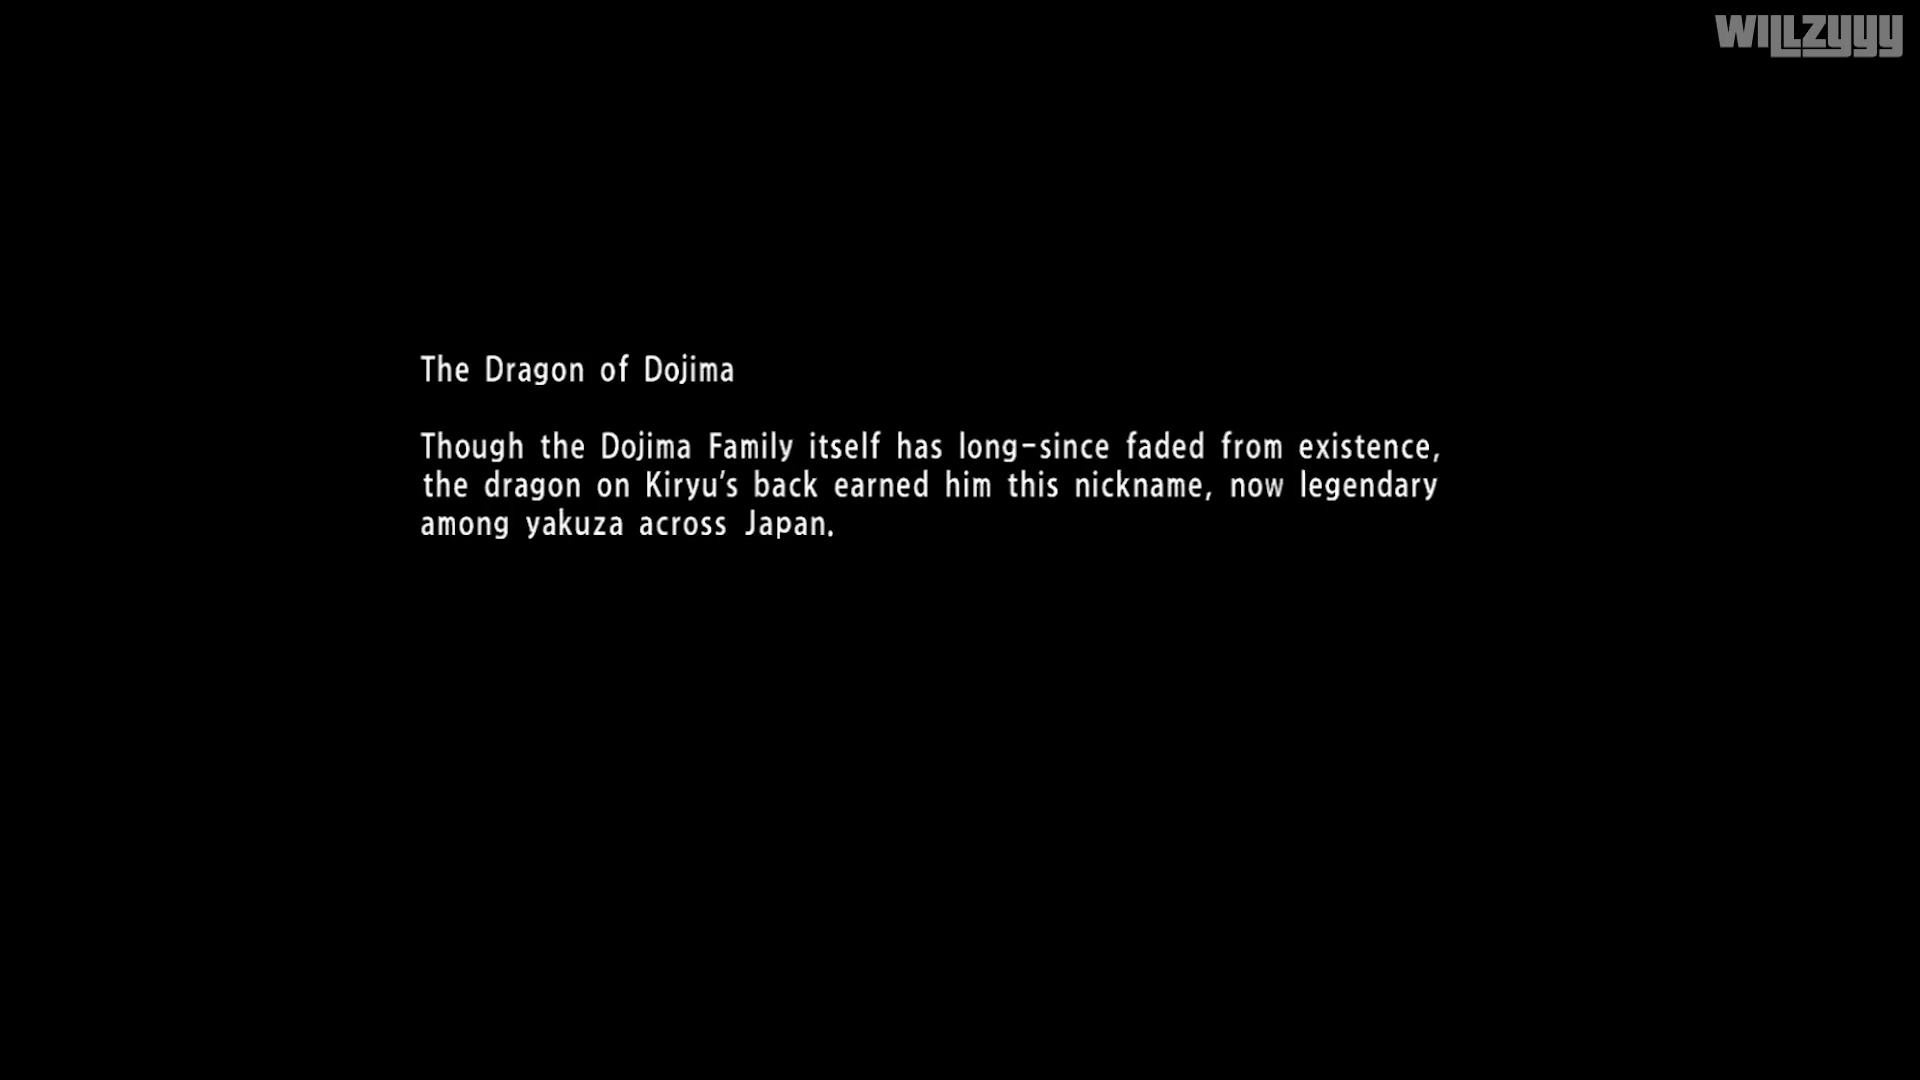 WILLZYYY
The Dragon of Dojima
Though the Dojima Family itself has long-since faded from existence,
the dragon on Kiryu's back earned him this nickname, now legendary
among yakuza across Japan.